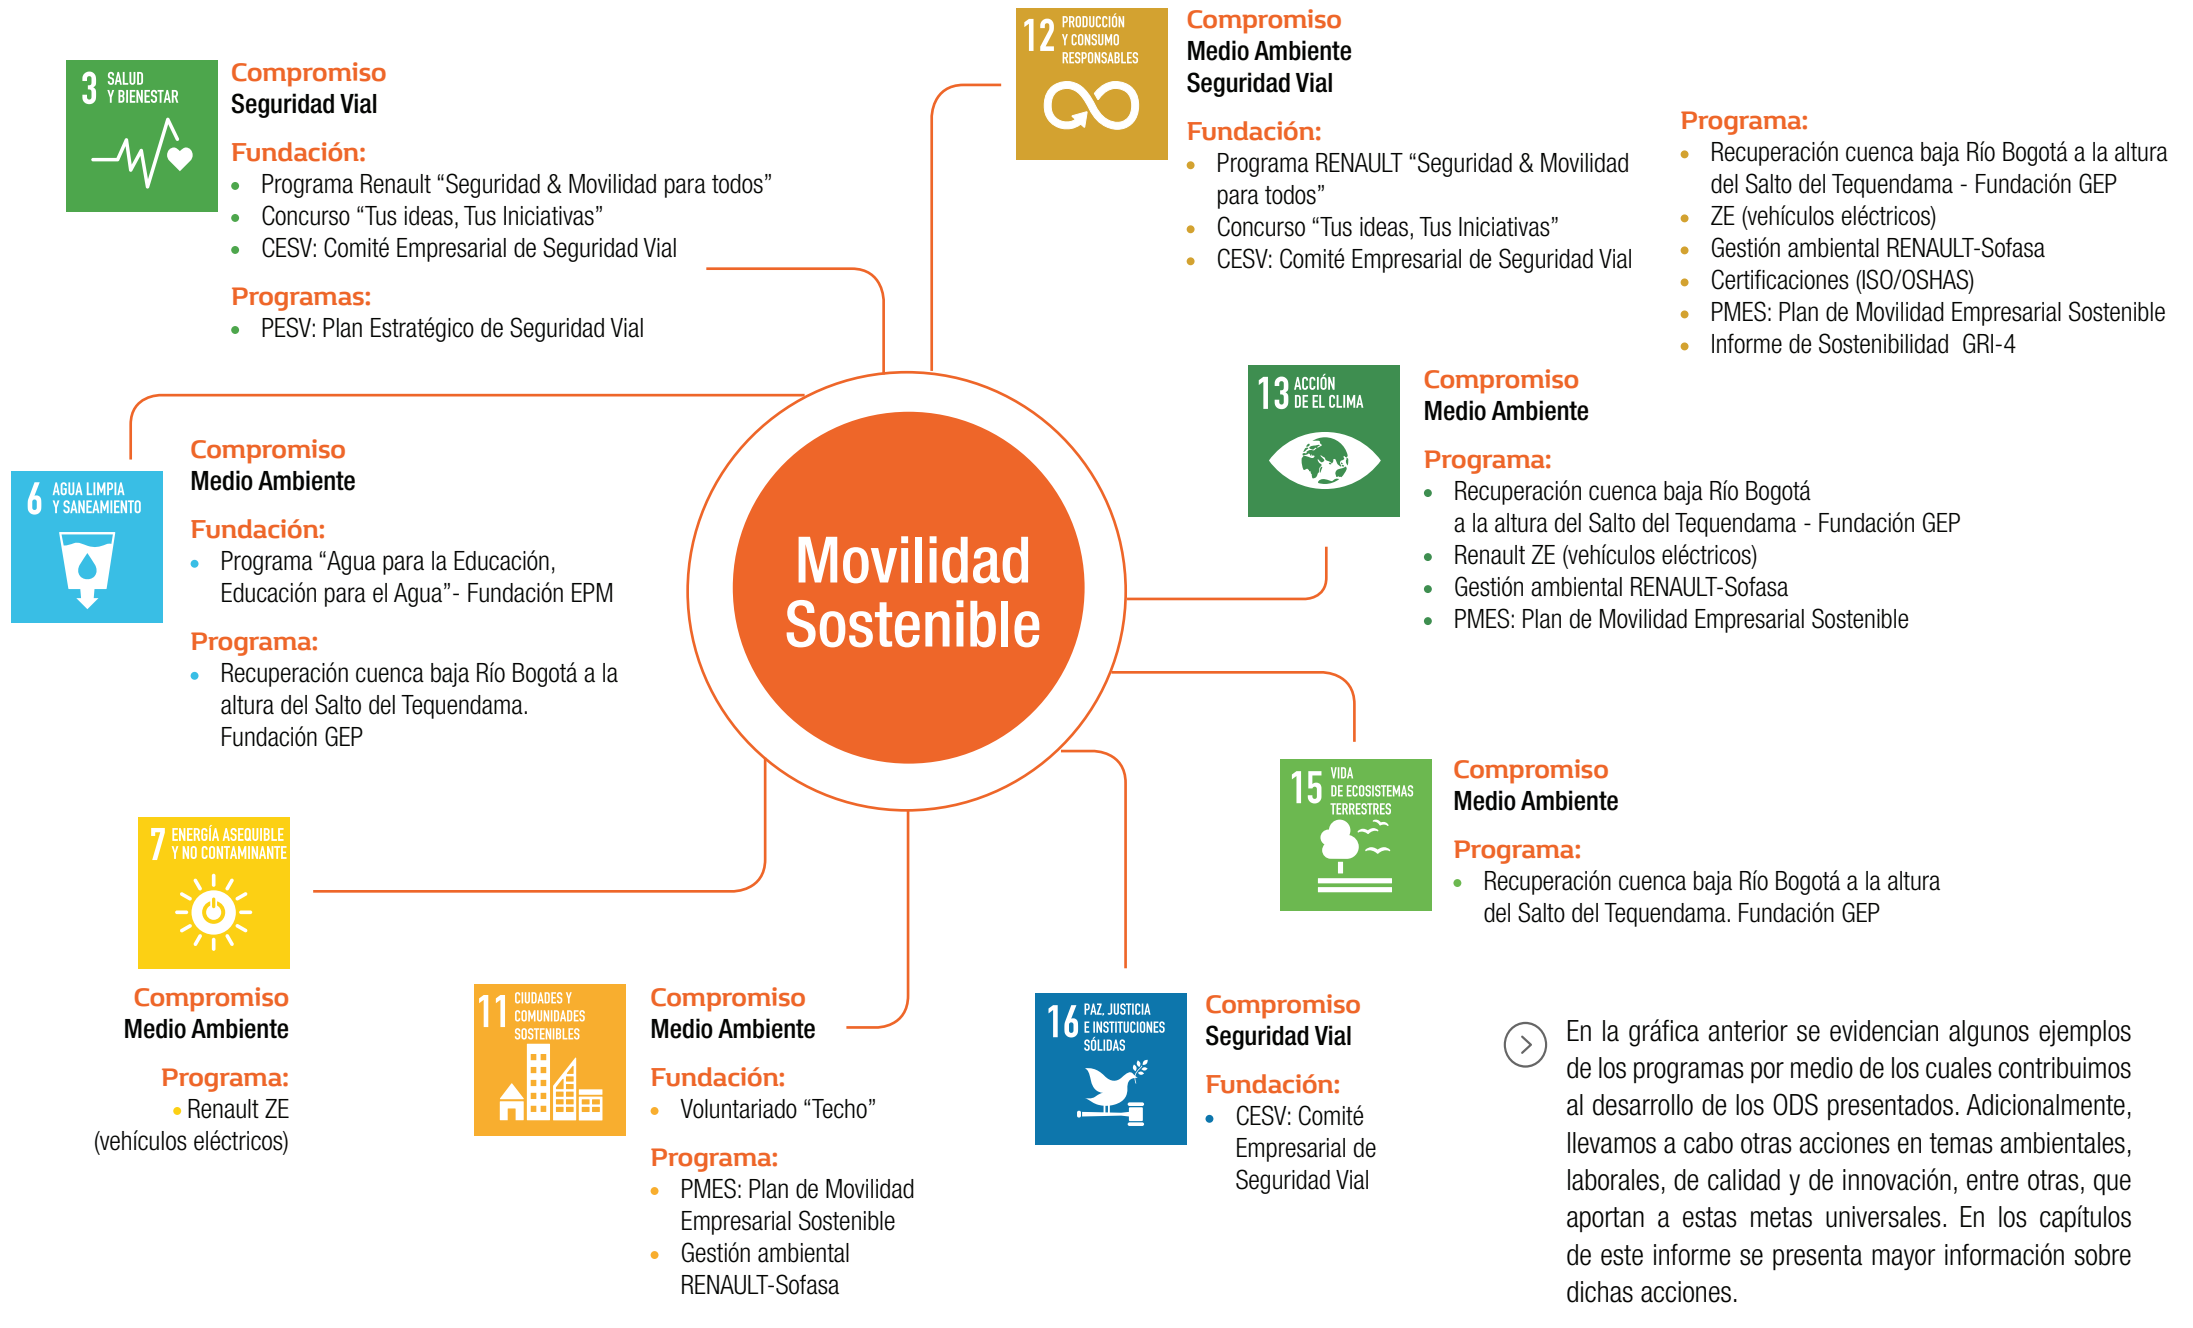 3 SALUD
Y BIENESTAR
Compromiso
Seguridad Vial
Fundación:
• Programa Renault “Seguridad & Movilidad para todos”
• Concurso “Tus ideas, Tus Iniciativas”
• CESV: Comité Empresarial de Seguridad Vial
Programas:
• PESV: Plan Estratégico de Seguridad Vial
12 PRODUCCIÓN
Y CONSUMO
RESPONSABLES
Compromiso
Medio Ambiente
Seguridad Vial
Fundación:
• Programa RENAULT “Seguridad & Movilidad
para todos”
• Concurso “Tus ideas, Tus Iniciativas”
• CESV: Comité Empresarial de Seguridad Vial
Programa:
• Recuperación cuenca baja Río Bogotá a la altura
del Salto del Tequendama - Fundación GEP
• ZE (vehículos eléctricos)
• Gestión ambiental RENAULT-Sofasa
• Certificaciones (ISO/OSHAS)
• PMES: Plan de Movilidad Empresarial Sostenible
• Informe de Sostenibilidad GRI-4
6 AGUA LIMPIA
Y SANEAMIENTO
Compromiso
Medio Ambiente
Fundación:
• Programa “Agua para la Educación,
Educación para el Agua”- Fundación EPM
Programa:
• Recuperación cuenca baja Río Bogotá a la
altura del Salto del Tequendama.
Fundación GEP
Movilidad
Sostenible
13 ACCIÓN
DE EL CLIMA
Compromiso
Medio Ambiente
Programa:
• Recuperación cuenca baja Río Bogotá
a la altura del Salto del Tequendama - Fundación GEP
• Renault ZE (vehículos eléctricos)
• Gestión ambiental RENAULT-Sofasa
• PMES: Plan de Movilidad Empresarial Sostenible
15 VIDA
DE ECOSISTEMAS
TERRESTRES
Compromiso
Medio Ambiente
Programa:
• Recuperación cuenca baja Río Bogotá a la altura
del Salto del Tequendama. Fundación GEP
7 ENERGÍA ASEQUIBLE
Y NO CONTAMINANTE
Compromiso
Medio Ambiente
Programa:
• Renault ZE
(vehículos eléctricos)
11 CIUDADES Y
COMUNIDADES
SOSTENIBLES
Compromiso
Medio Ambiente
Fundación:
• Voluntariado “Techo”
Programa:
• PMES: Plan de Movilidad
Empresarial Sostenible
• Gestión ambiental
RENAULT-Sofasa
16 PAZ, JUSTICIA
E INSTITUCIONES
SÓLIDAS
Compromiso
Seguridad Vial
Fundación:
• CESV: Comité
Empresarial de
Seguridad Vial
En la gráfica anterior se evidencian algunos ejemplos
de los programas por medio de los cuales contribuimos
al desarrollo de los ODS presentados. Adicionalmente,
llevamos a cabo otras acciones en temas ambientales,
laborales, de calidad y de innovación, entre otras, que
aportan a estas metas universales. En los capítulos
de este informe se presenta mayor información sobre
dichas acciones.